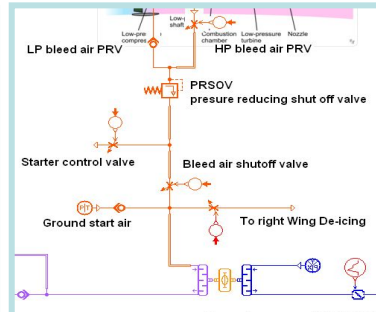 Low-
shaft
Low-pre
compres
Combustion
chamber
Low-pressure
turbine
Nozzle
LP bleed air PRV
HP bleed air PRV
PRSOV
presure reducing shut off valve
Starter control valve
Bleed air shutoff valve
Ground start air
To right Wing De-icing